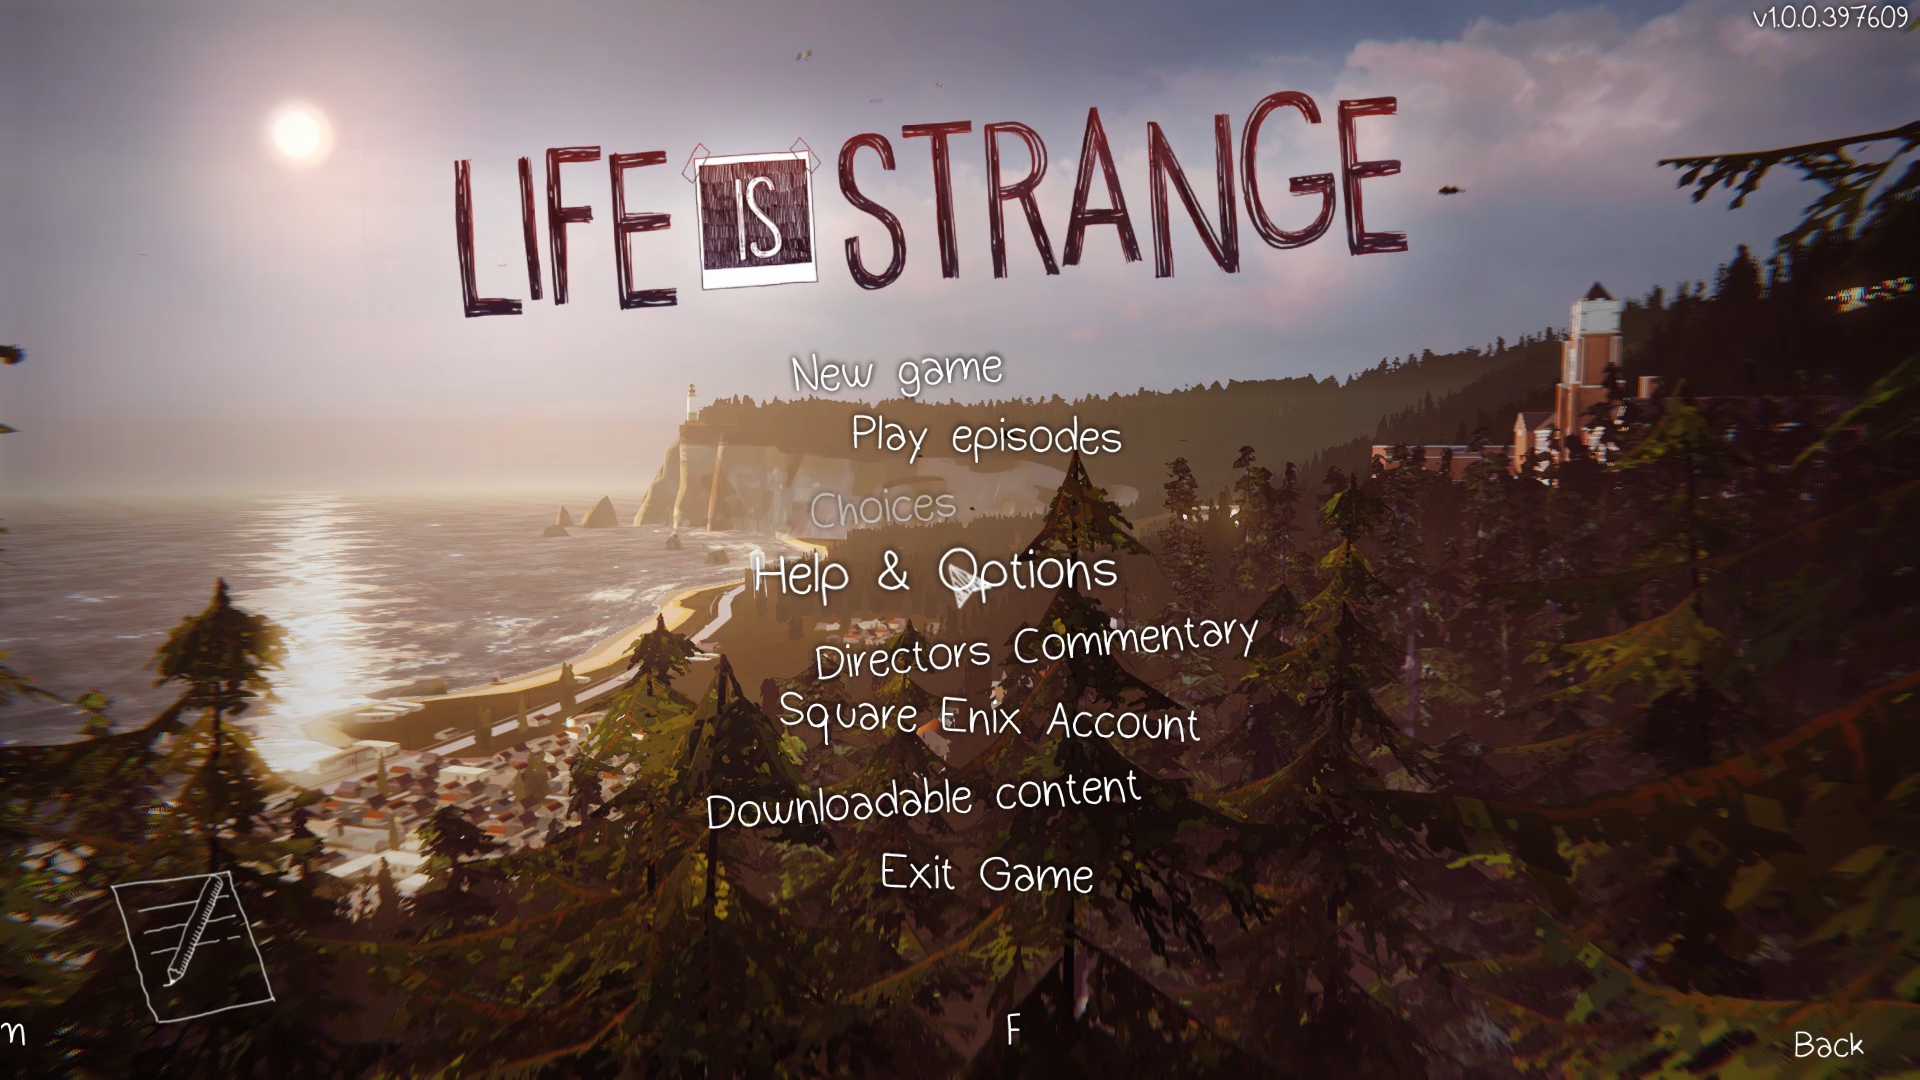 v1.0.0.397609
LIFE IS STRANGE
New game
Play episodes
Choices
Help & Options
Directors Commentary
Square Enix Account
Downloadable content
Exit Game
n
F
Back